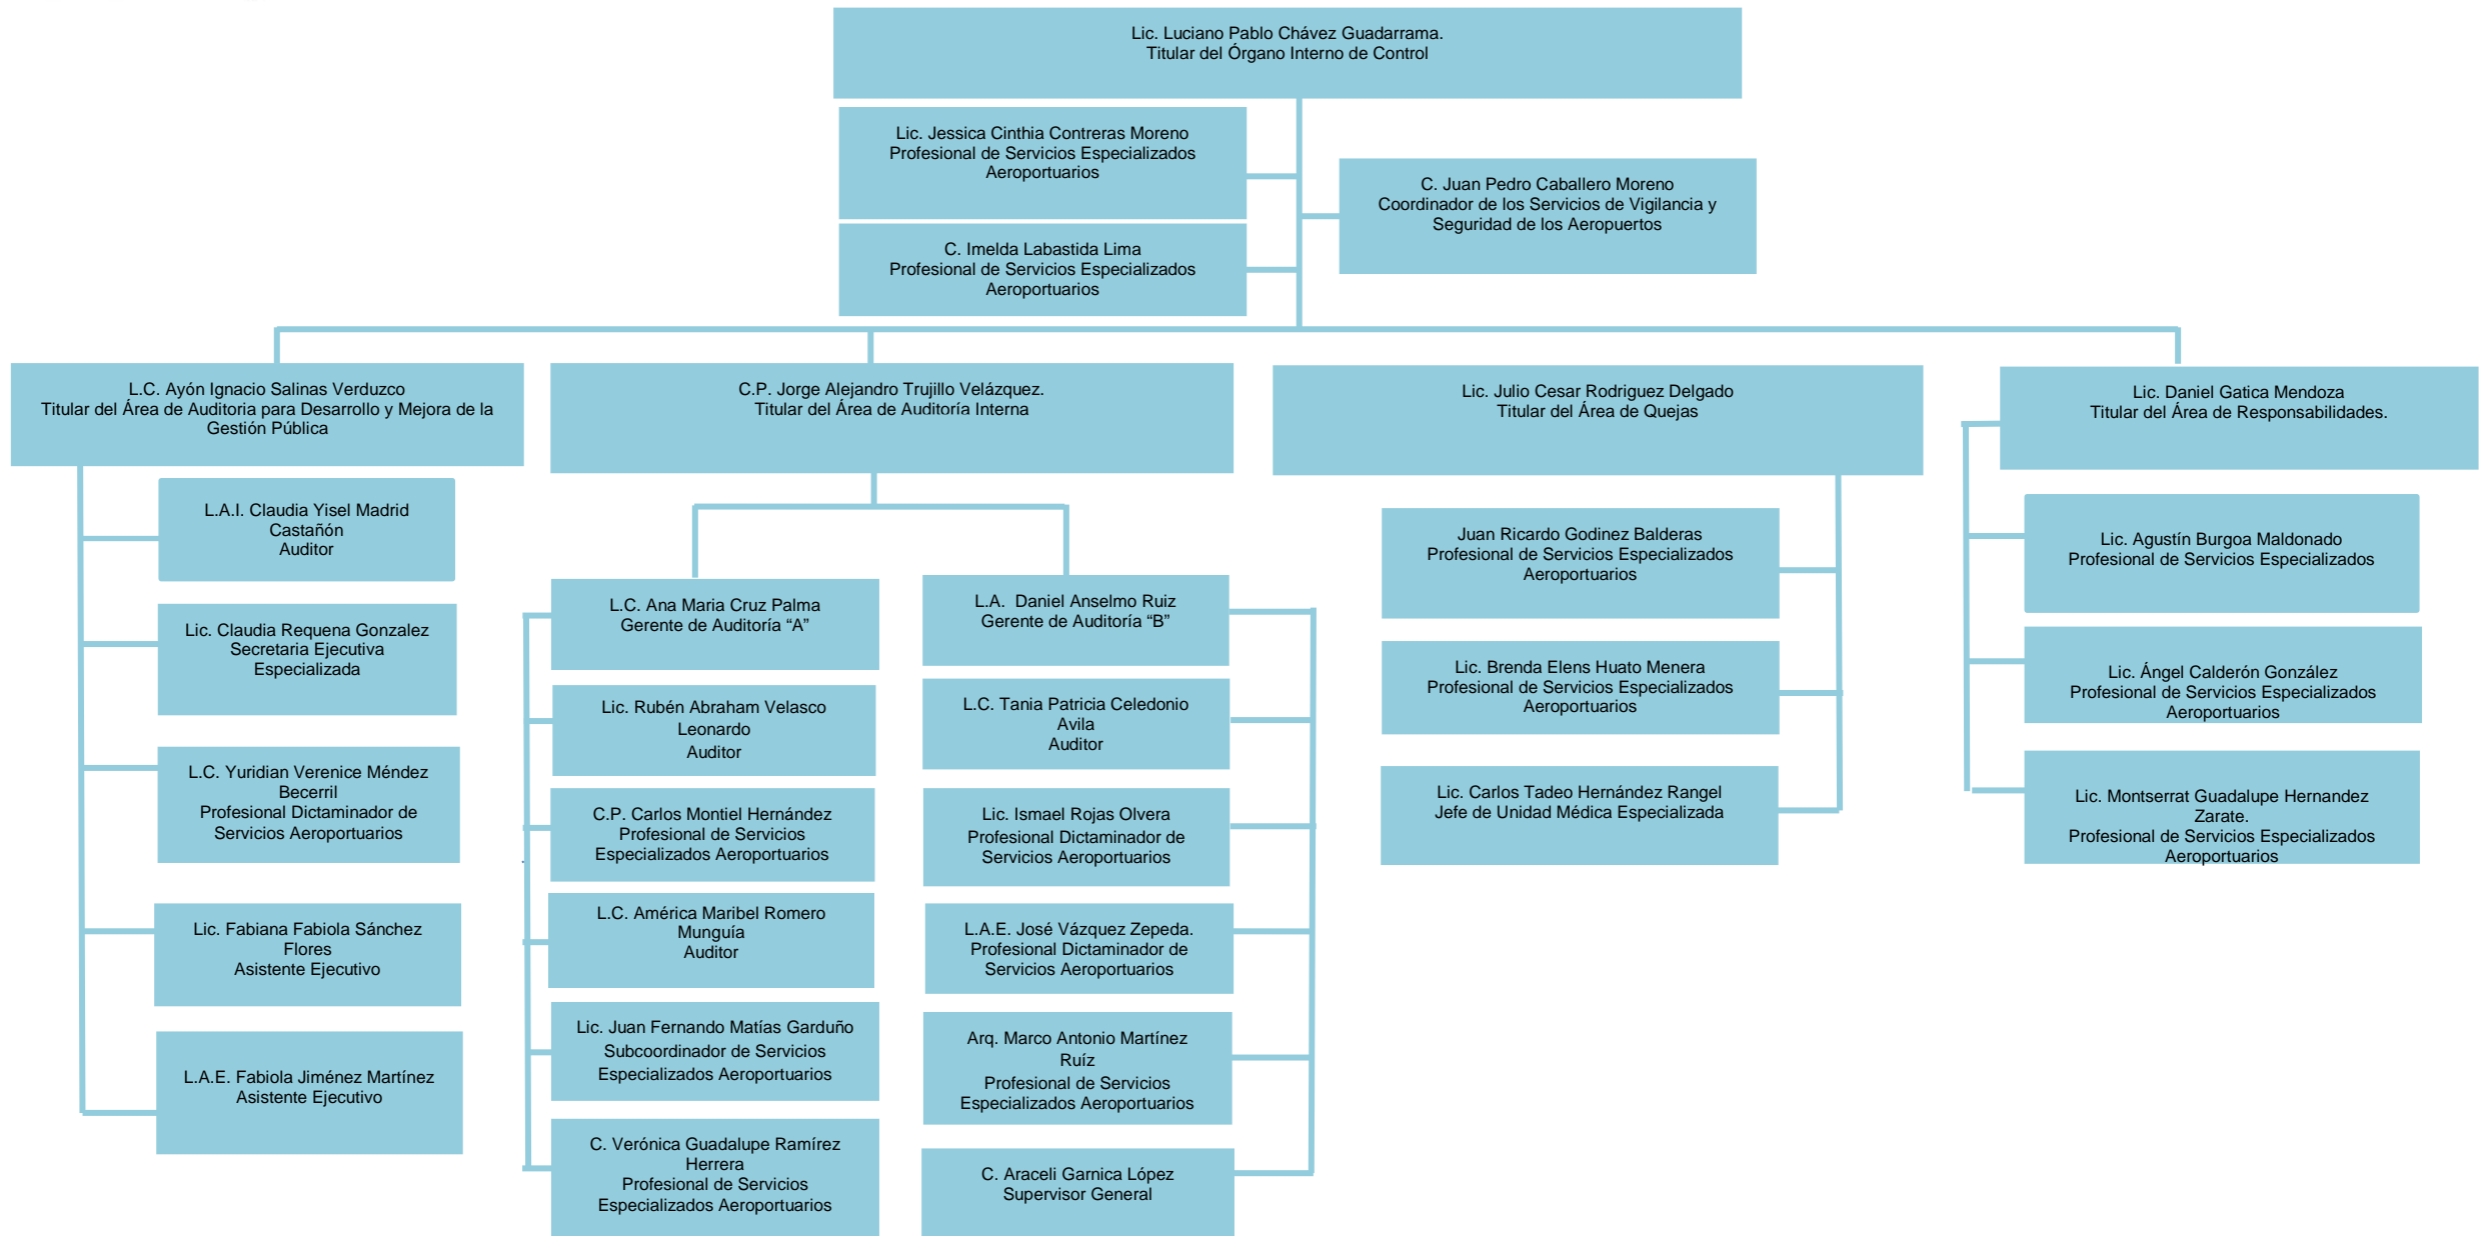 Lic. Luciano Pablo Chávez Guadarrama.
Titular del Órgano Interno de Control
Lic. Jessica Cinthia Contreras Moreno
Profesional de Servicios Especializados
Aeroportuarios
C. Juan Pedro Caballero Moreno
Coordinador de los Servicios de Vigilancia y
Seguridad de los Aeropuertos
C. Imelda Labastida Lima
Profesional de Servicios Especializados
Aeroportuarios
L.C. Ayón Ignacio Salinas Verduzco
Titular del Área de Auditoria para Desarrollo y Mejora de la
Gestión Pública
L.A.I. Claudia Yisel Madrid
Castañón
Auditor
Lic. Claudia Requena Gonzalez
Secretaria Ejecutiva
Especializada
L.C. Yuridian Verenice Méndez
Becerril
Profesional Dictaminador de
Servicios Aeroportuarios
Lic. Fabiana Fabiola Sánchez
Flores
Asistente Ejecutivo
L.A.E. Fabiola Jiménez Martínez
Asistente Ejecutivo
C.P. Jorge Alejandro Trujillo Velázquez.
Titular del Área de Auditoría Interna
L.C. Ana Maria Cruz Palma
Gerente de Auditoría “A”
Lic. Rubén Abraham Velasco
Leonardo
Auditor
C.P. Carlos Montiel Hernández
Profesional de Servicios
Especializados Aeroportuarios
L.C. América Maribel Romero
Munguía
Auditor
Lic. Juan Fernando Matías Garduño
Subcoordinador de Servicios
Especializados Aeroportuarios
C. Verónica Guadalupe Ramírez
Herrera
Profesional de Servicios
Especializados Aeroportuarios
L.A. Daniel Anselmo Ruiz
Gerente de Auditoría “B”
L.C. Tania Patricia Celedonio
Avila
Auditor
Lic. Ismael Rojas Olvera
Profesional Dictaminador de
Servicios Aeroportuarios
L.A.E. José Vázquez Zepeda.
Profesional Dictaminador de
Servicios Aeroportuarios
Arq. Marco Antonio Martínez
Ruíz
Profesional de Servicios
Especializados Aeroportuarios
C. Araceli Garnica López
Supervisor General
Lic. Julio Cesar Rodriguez Delgado
Titular del Área de Quejas
Juan Ricardo Godinez Balderas
Profesional de Servicios Especializados
Aeroportuarios
Lic. Brenda Elens Huato Menera
Profesional de Servicios Especializados
Aeroportuarios
Lic. Carlos Tadeo Hernández Rangel
Jefe de Unidad Médica Especializada
Lic. Daniel Gatica Mendoza
Titular del Área de Responsabilidades.
Lic. Agustín Burgoa Maldonado
Profesional de Servicios Especializados
Lic. Ángel Calderón González
Profesional de Servicios Especializados
Aeroportuarios
Lic. Montserrat Guadalupe Hernandez
Zarate.
Profesional de Servicios Especializados
Aeroportuarios